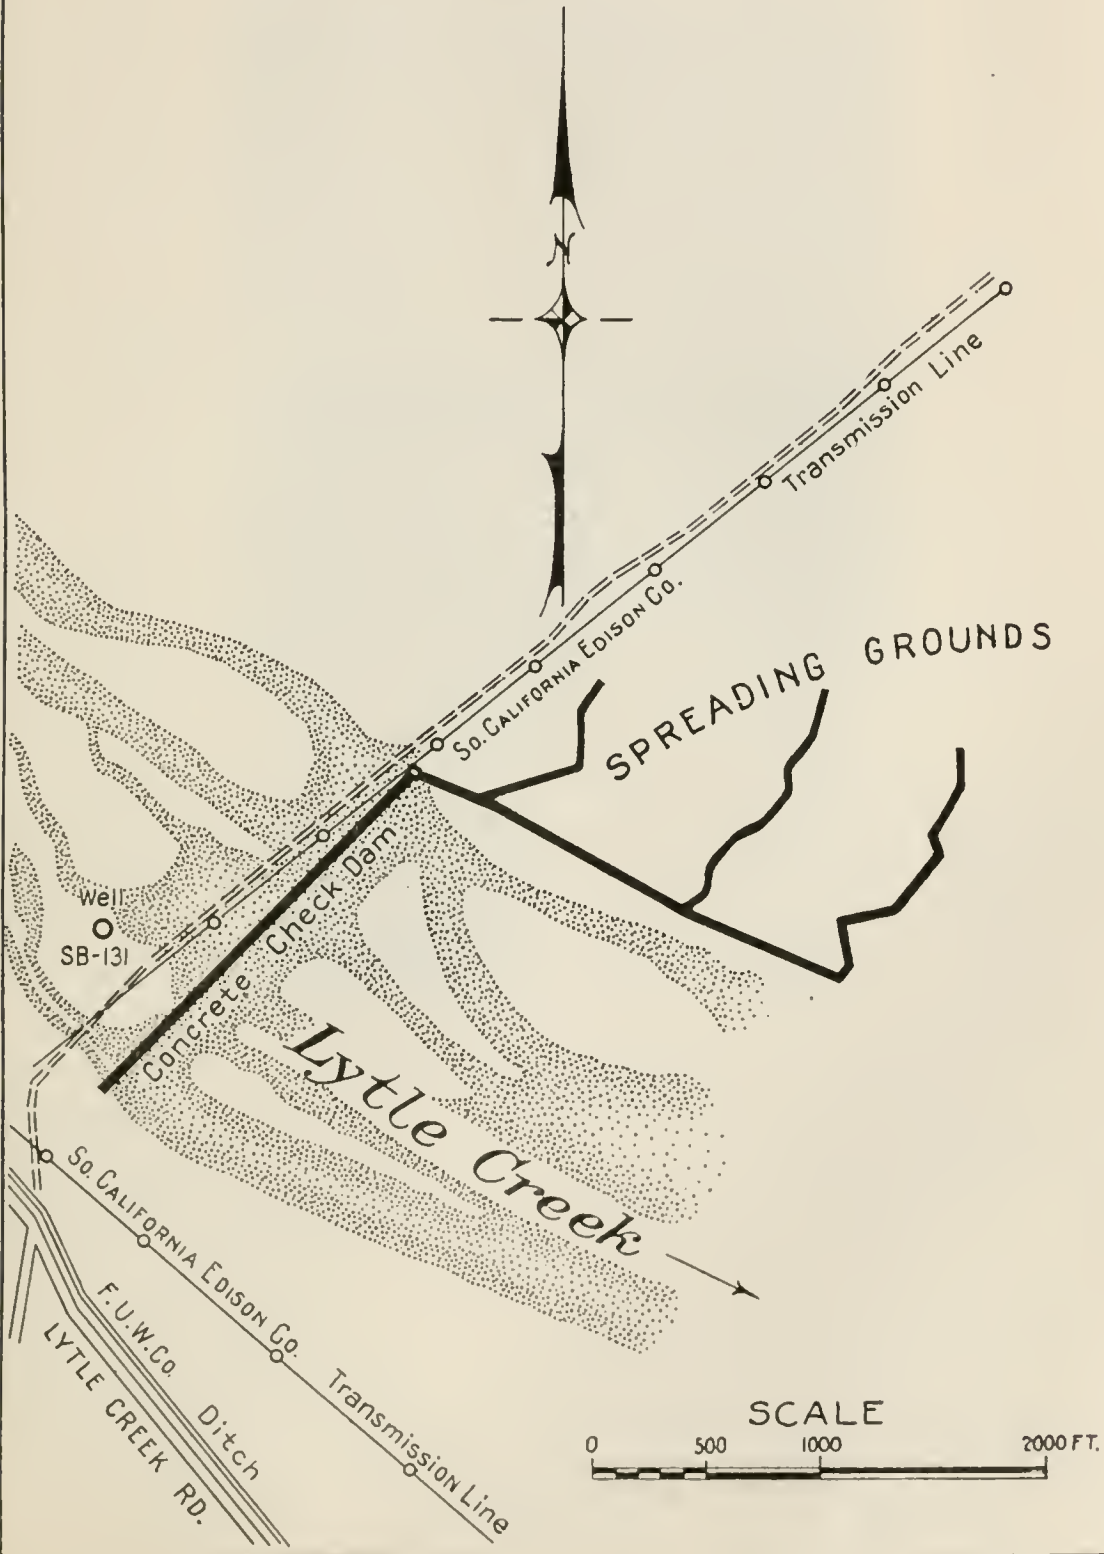 N
Transmission Line
So. CALIFORNIA EDISON CO.
SPREADING GROUNDS
Well
SB-131
Concrete Check Dam
Lytle Creek
So. CALIFORNIA EDISON CO. Transmission Line
F.U.W.Co. Ditch
LYTLE CREEK RD.
SCALE
0 500 1000 2000 FT.